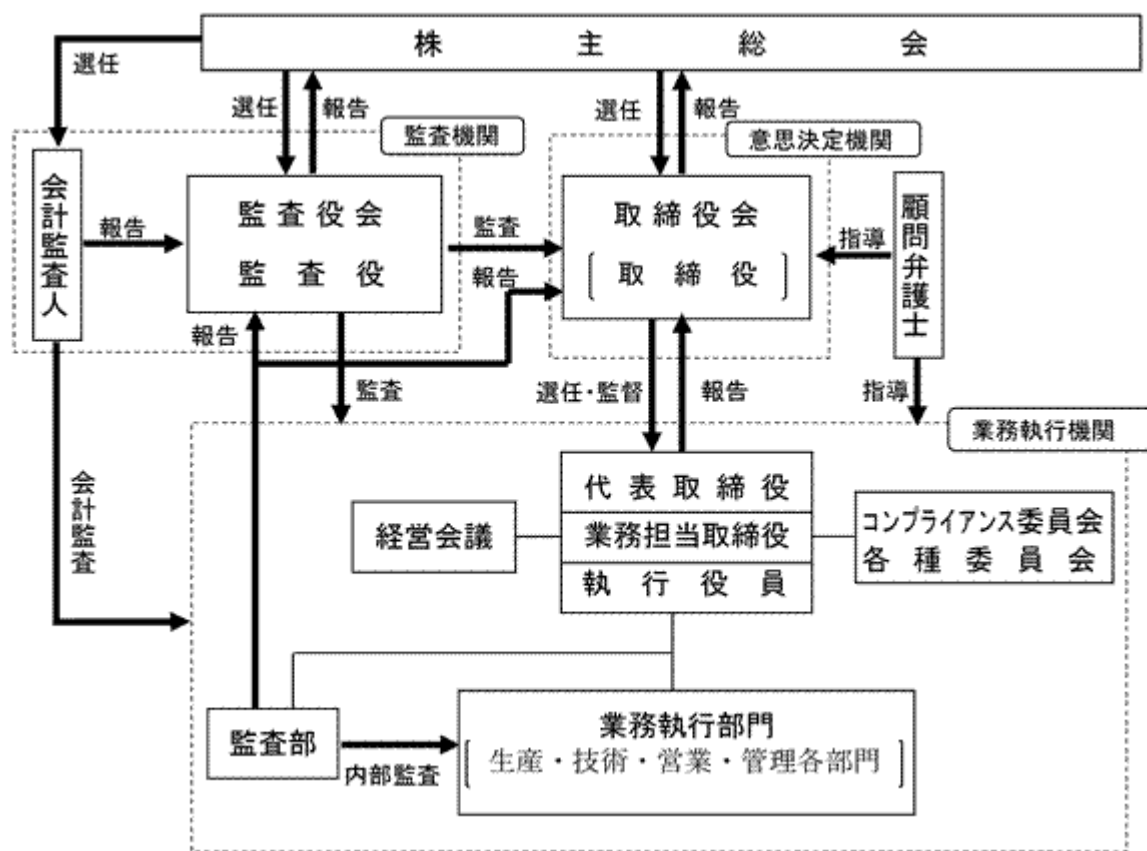 株主総会
選任
選任
報告
選任
報告
監査機関
意思決定機関
会計監査人
報告
監査役会
監査役
監査
報告
取締役会
〔取締役〕
指導
顧問弁護士
報告
監査
選任・監督
報告
指導
業務執行機関
会計監査
経営会議
代表取締役
業務担当取締役
執行役員
コンプライアンス委員会
各種委員会
監査部
内部監査
業務執行部門
〔生産・技術・営業・管理各部門〕